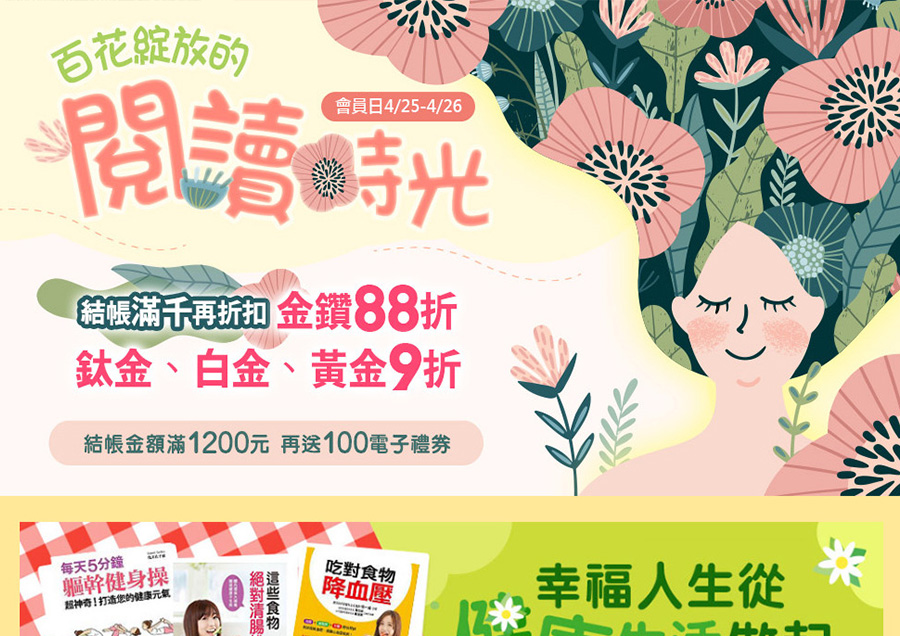 百花綻放的
閱讀時光
會員日4/25-4/26
結帳滿千再折扣 金鑽88折
鈦金、白金、黃金9折
結帳金額滿1200元 再送100電子禮券
每天5分鐘
軀幹健身操
超神奇！打造您的健康元氣
這些食物
絕對清腸
吃對食物
降血壓
幸福人生從